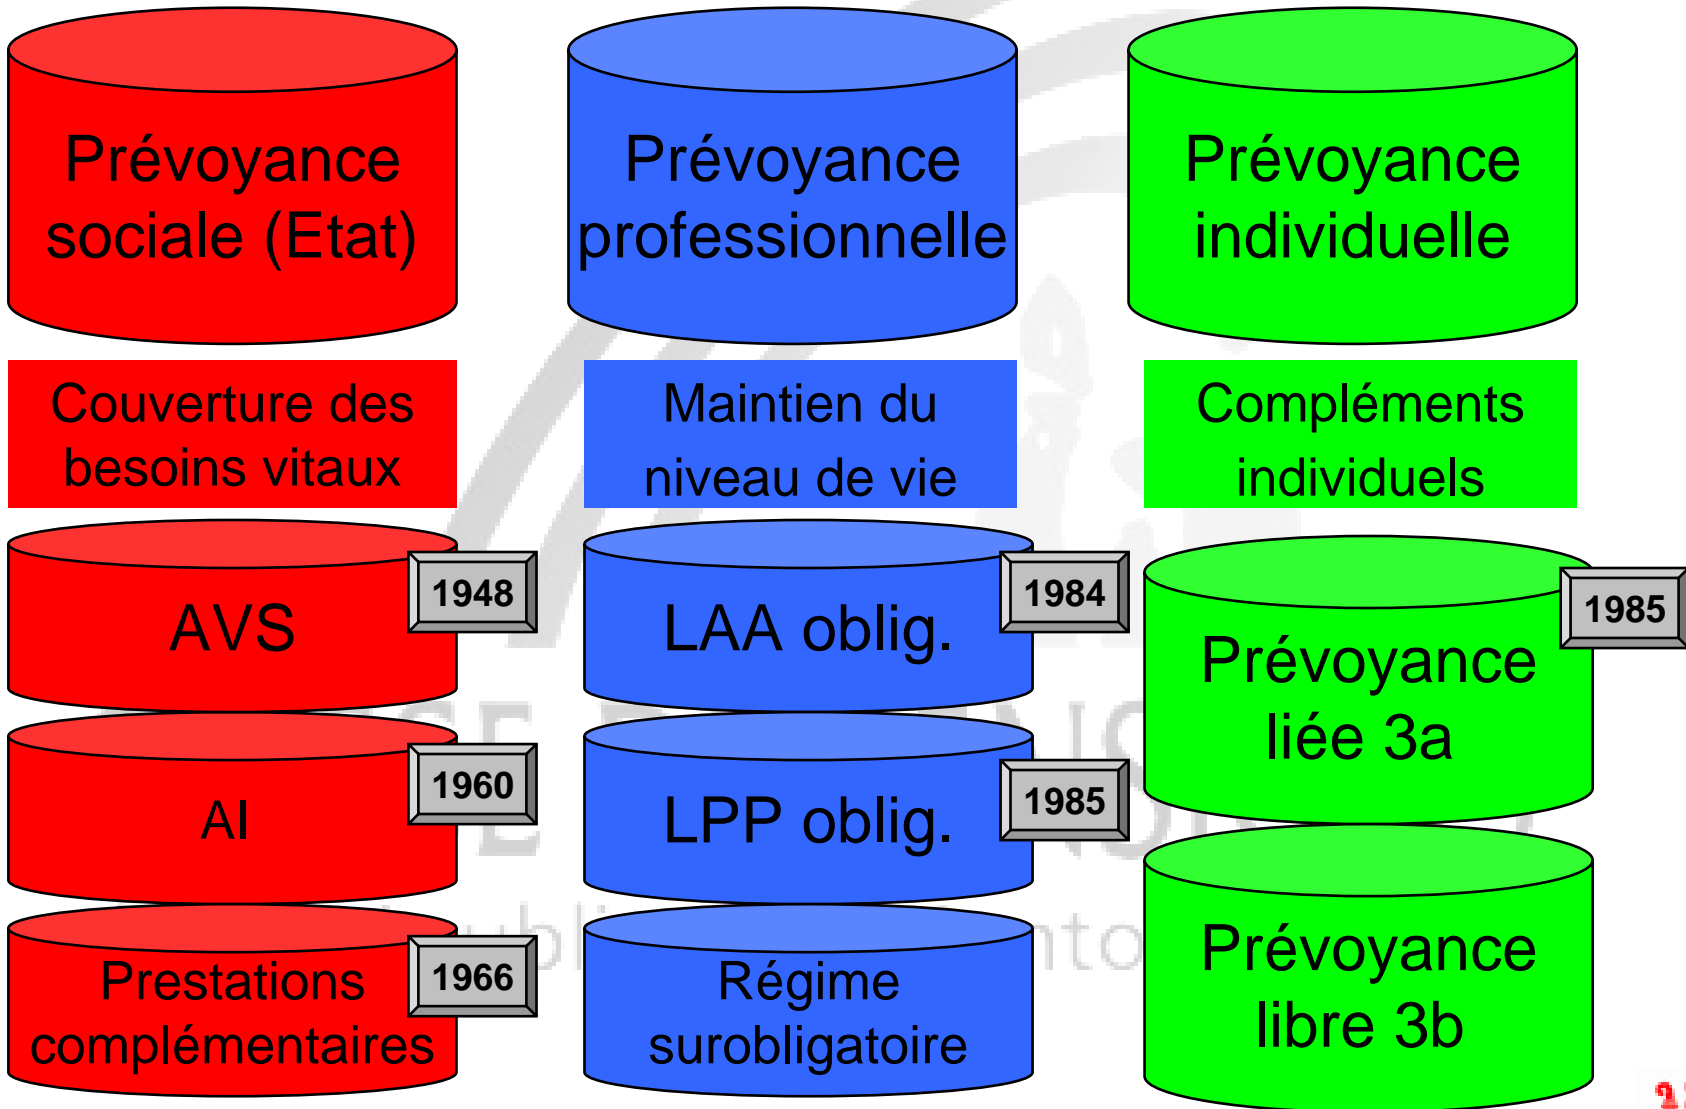 Prévoyance
sociale (Etat)
Prévoyance
professionnelle
Prévoyance
individuelle
Couverture des
besoins vitaux
Maintien du
niveau de vie
Compléments
individuels
AVS
1948
LAA oblig.
1984
Prévoyance
liée 3a
1985
AI
1960
LPP oblig.
1985
Prestations
complémentaires
1966
Régime
surobligatoire
Prévoyance
libre 3b